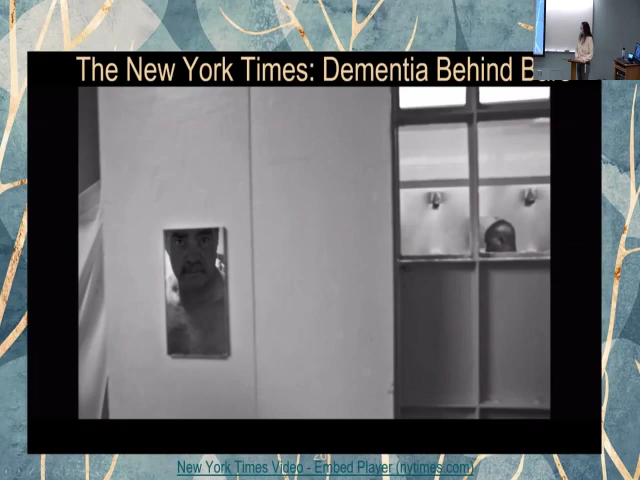 The New York Times: Dementia Behind
New York Times Video - Embed Player (nytimes.com)